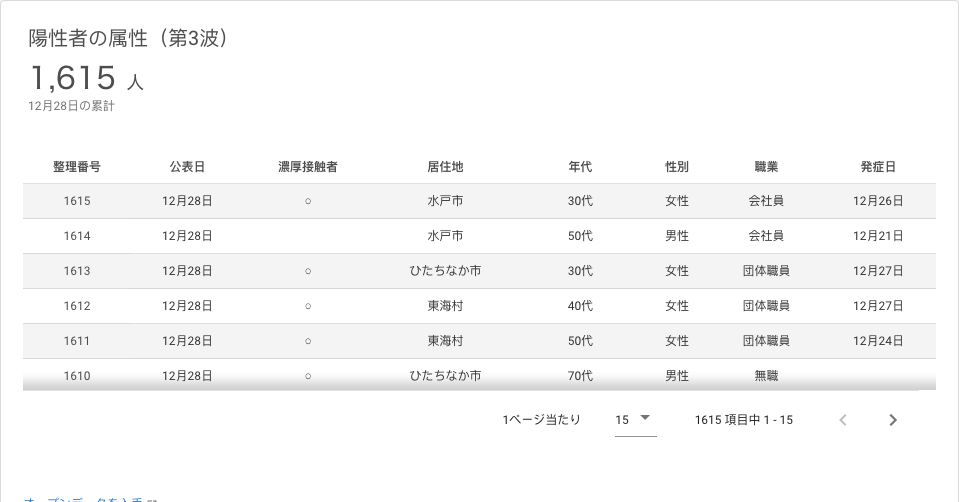 陽性者の属性（第3波）
1,615 人
12月28日の累計
整理番号 公表日 濃厚接触者 居住地 年代 性別 職業 発症日
1615 12月28日 ○ 水戸市 30代 女性 会社員 12月26日
1614 12月28日 水戸市 50代 男性 会社員 12月21日
1613 12月28日 ○ ひたちなか市 30代 女性 団体職員 12月27日
1612 12月28日 ○ 東海村 40代 女性 団体職員 12月27日
1611 12月28日 ○ 東海村 50代 女性 団体職員 12月24日
1610 12月28日 ○ ひたちなか市 70代 男性 無職
1ページ当たり 15 1615 項目中 1 - 15
オープンデータを入手